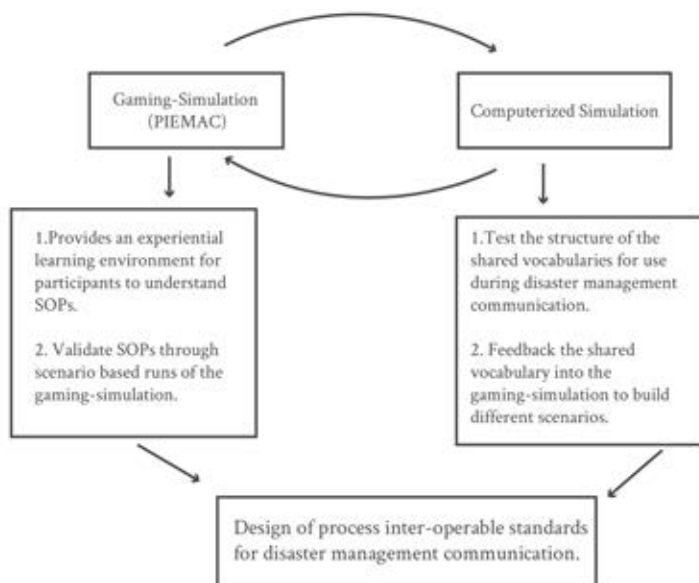 Gaming-Simulation
(PIEMAC)
Computerized Simulation
1.Provides an experiential
learning environment for
participants to understand
SOPs.
2. Validate SOPs through
scenario based runs of the
gaming-simulation.
1.Test the structure of the
shared vocabularies for use
during disaster management
communication.
2. Feedback the shared
vocabulary into the
gaming-simulation to build
different scenarios.
Design of process inter-operable standards
for disaster management communication.